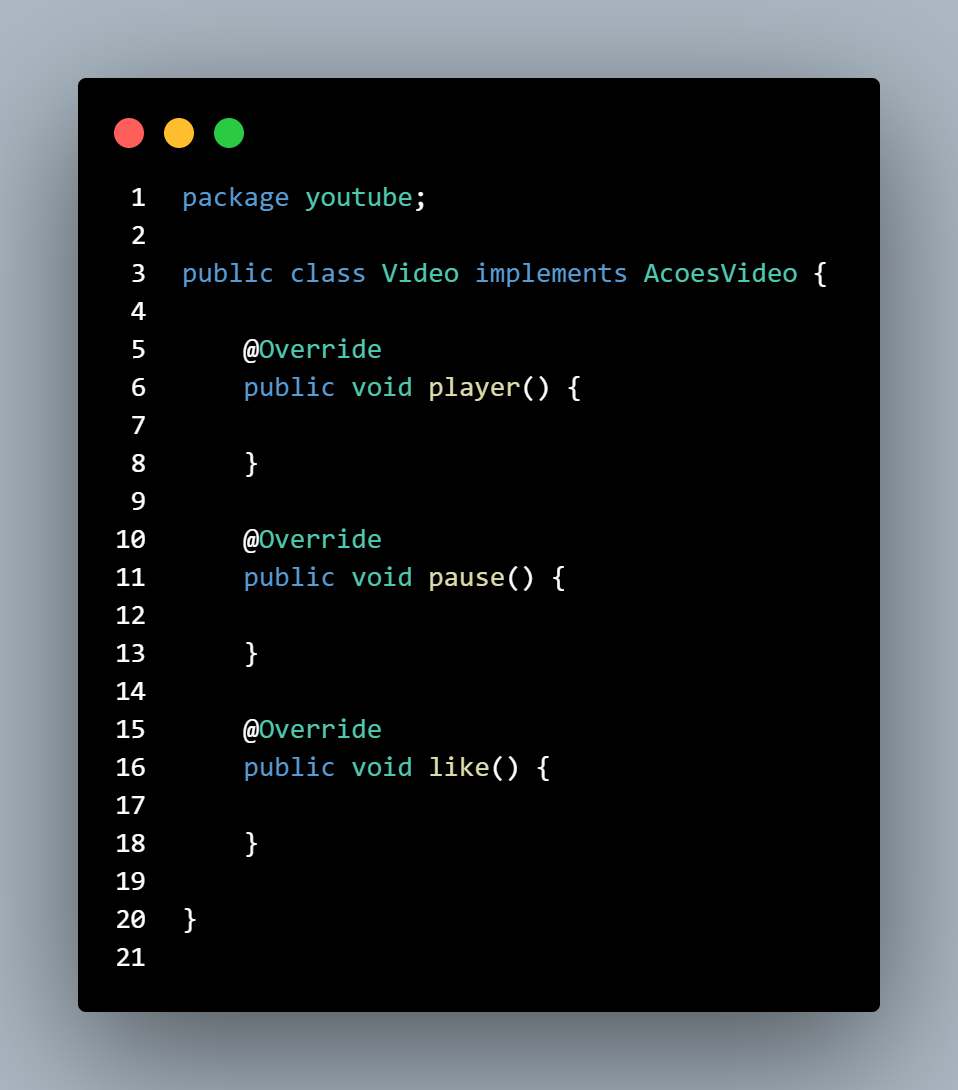 1 package youtube;
2
3 public class Video implements AcoesVideo {
4
5     @Override
6     public void player() {
7
8     }
9
10     @Override
11     public void pause() {
12
13     }
14
15     @Override
16     public void like() {
17
18     }
19
20 }
21